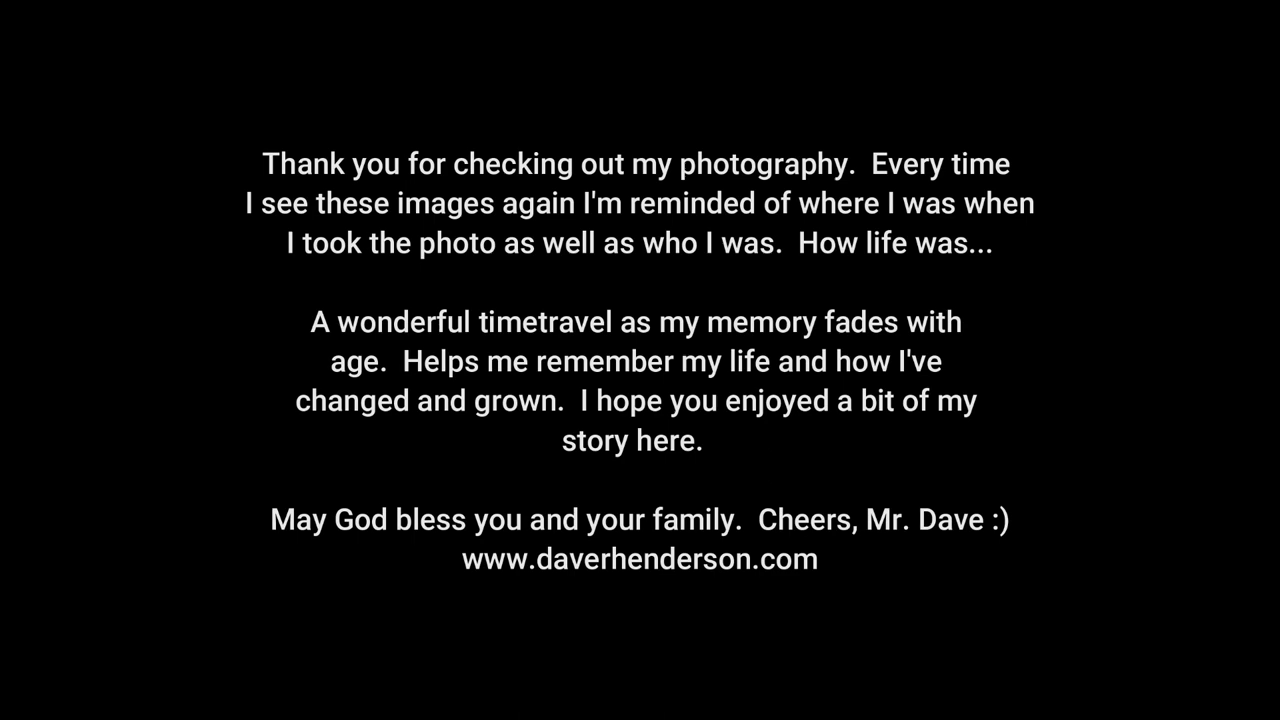 Thank you for checking out my photography.  Every time
I see these images again I'm reminded of where I was when
I took the photo as well as who I was.  How life was...
A wonderful timetravel as my memory fades with
age.  Helps me remember my life and how I've
changed and grown.  I hope you enjoyed a bit of my
story here.
May God bless you and your family.  Cheers, Mr. Dave :)
www.daverhenderson.com